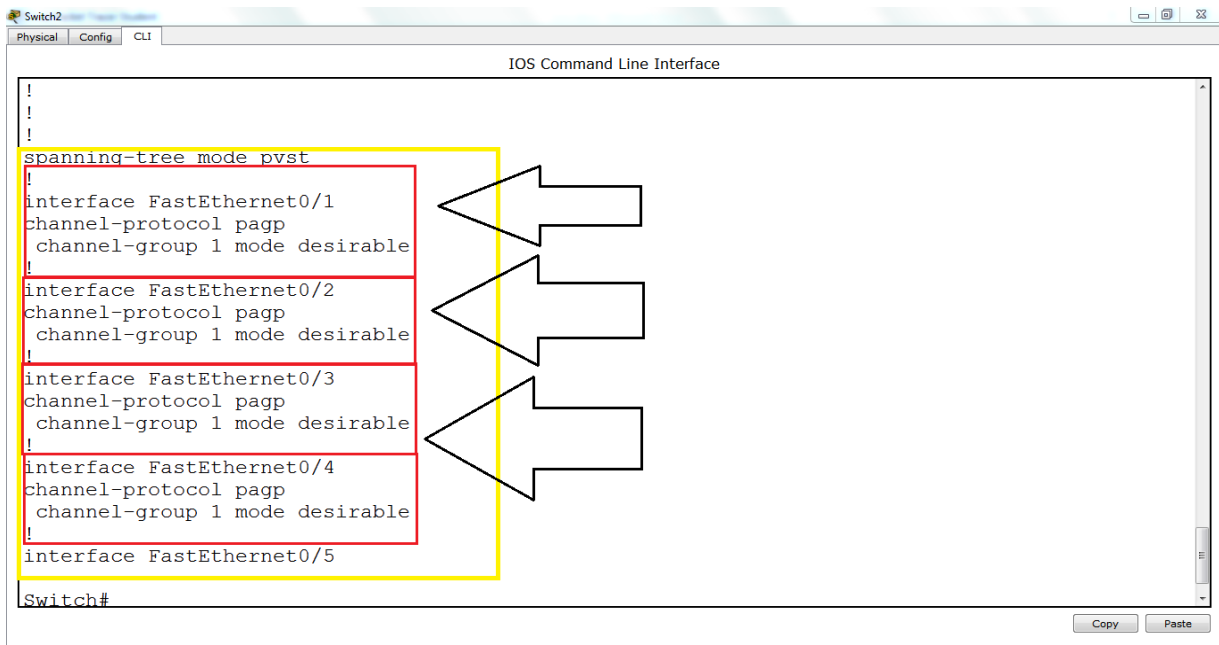 Switch2
Physical Config CLI
IOS Command Line Interface
!
!
!
spanning-tree mode pvst
!
interface FastEthernet0/1
channel-protocol pagp
channel-group 1 mode desirable
!
interface FastEthernet0/2
channel-protocol pagp
channel-group 1 mode desirable
!
interface FastEthernet0/3
channel-protocol pagp
channel-group 1 mode desirable
!
interface FastEthernet0/4
channel-protocol pagp
channel-group 1 mode desirable
!
interface FastEthernet0/5
Switch#
Copy Paste